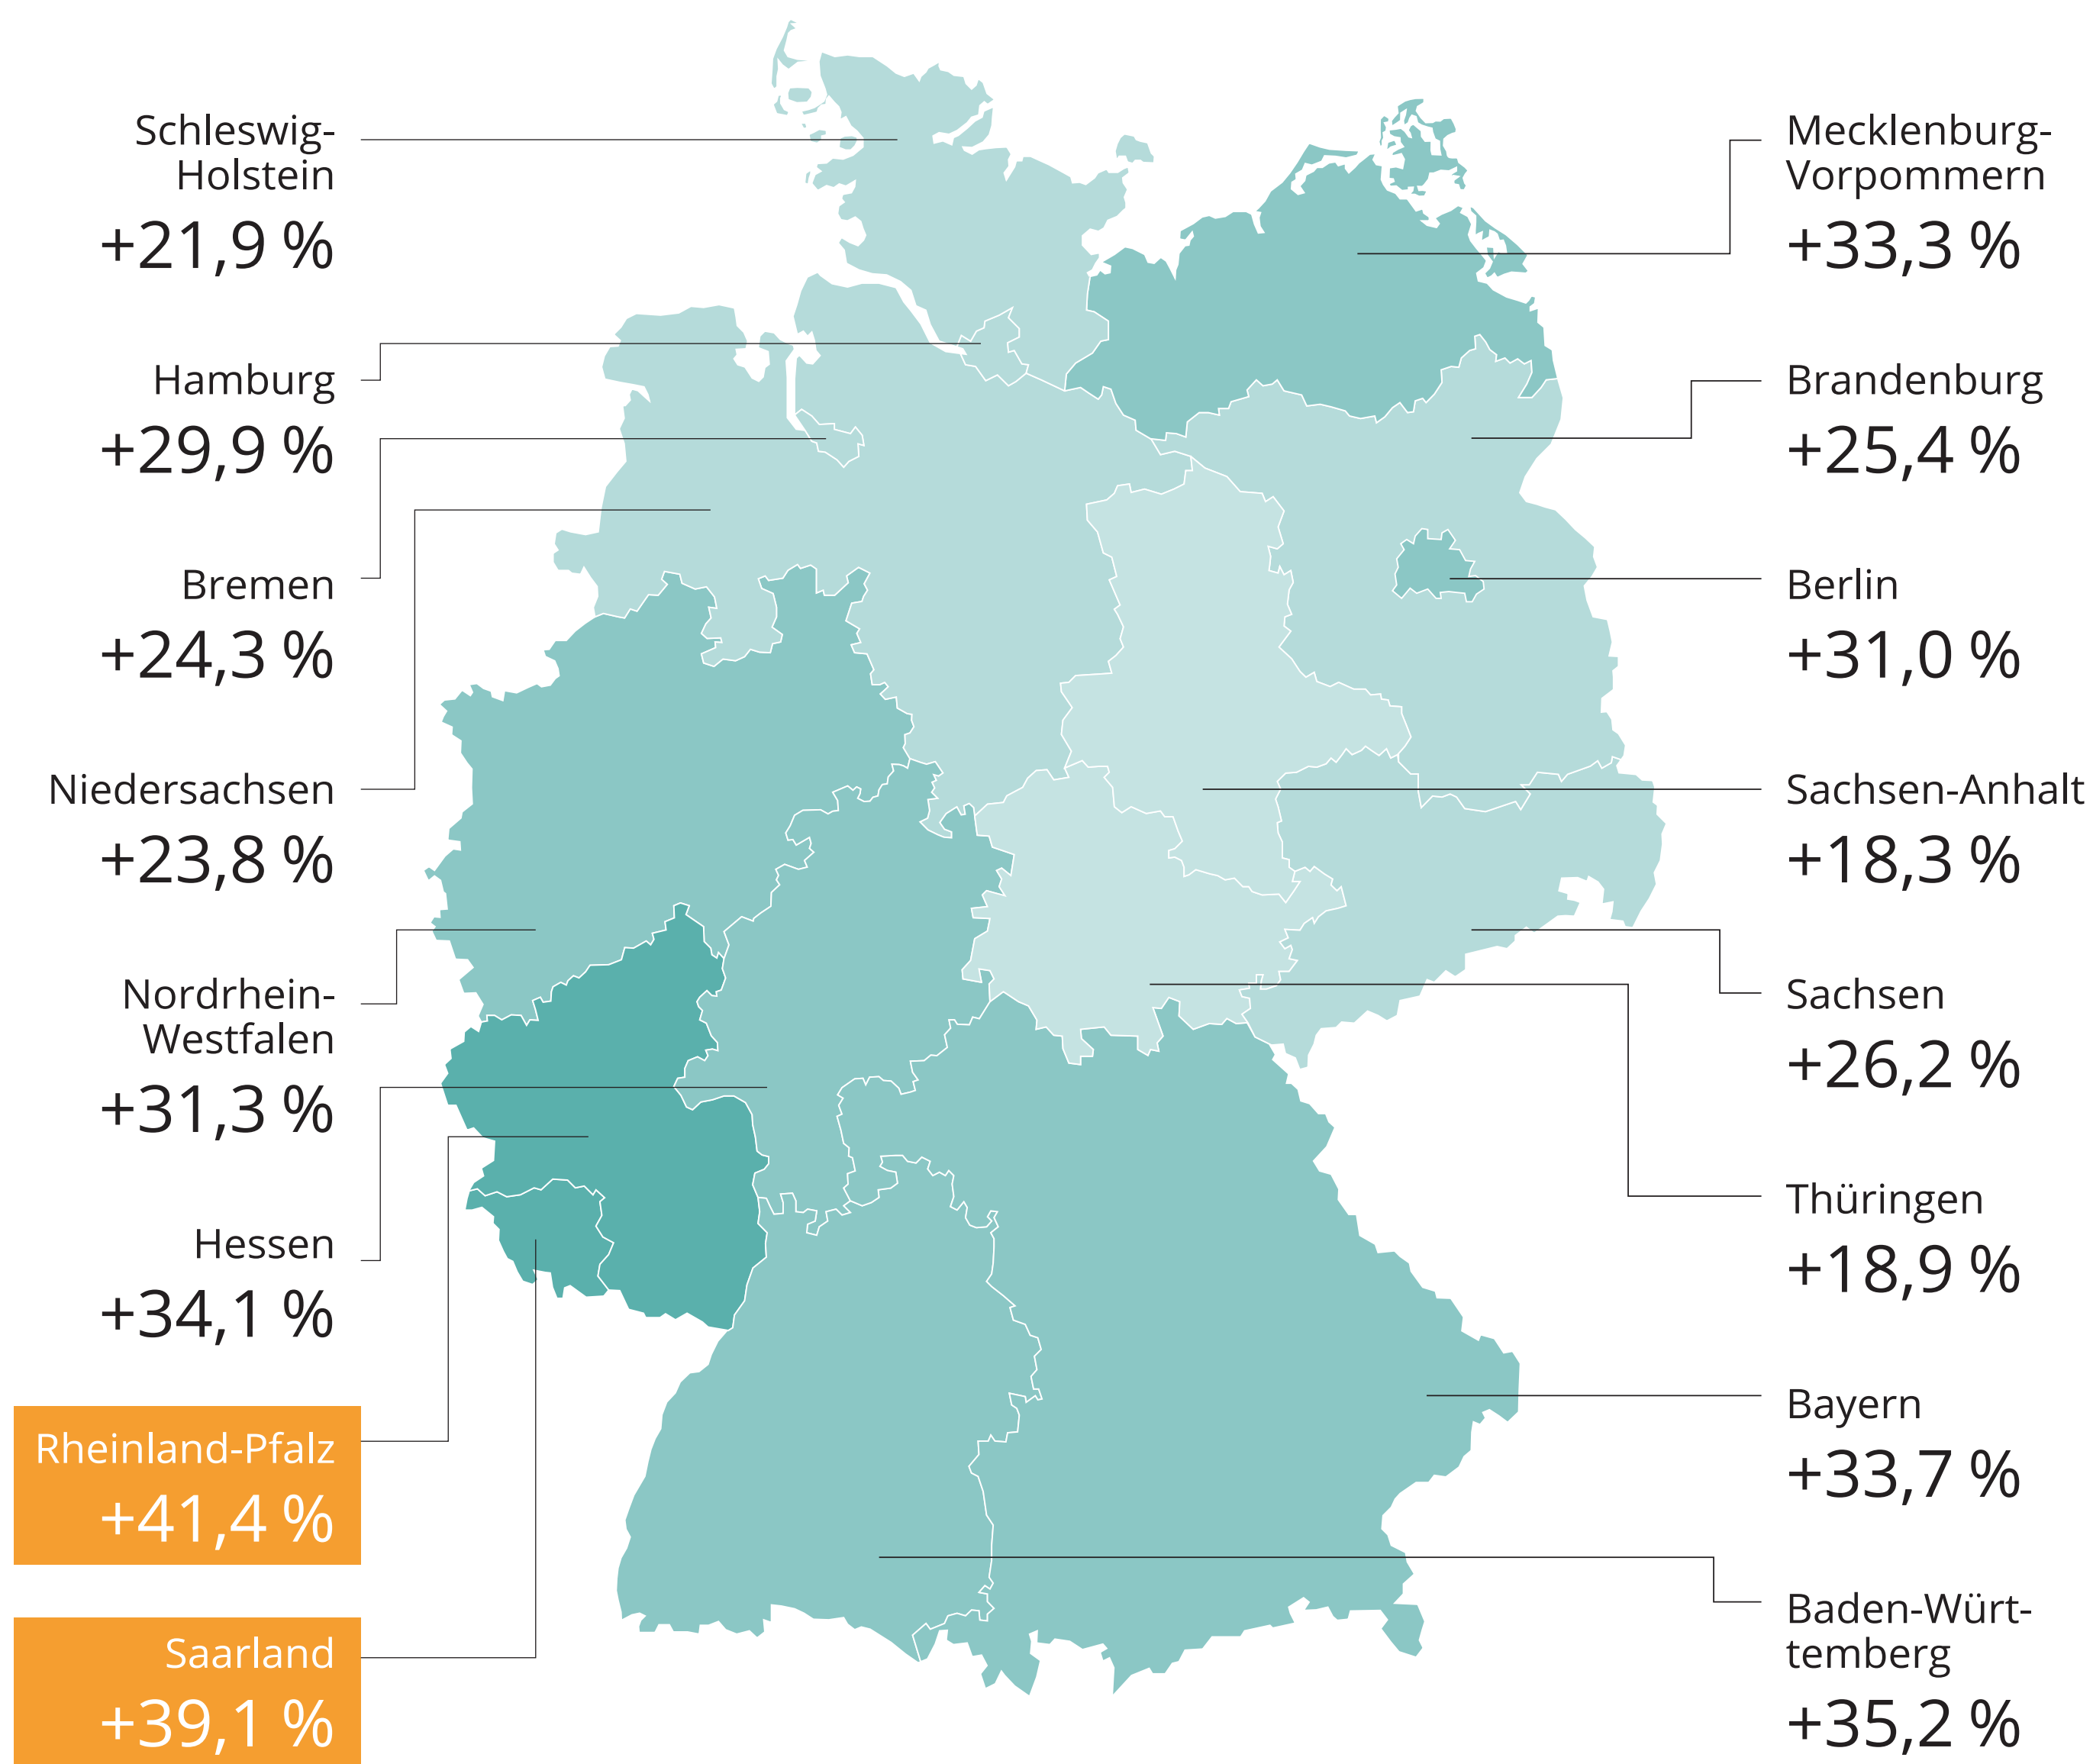 Schleswig-
Holstein
+21,9 %
Hamburg
+29,9 %
Bremen
+24,3 %
Niedersachsen
+23,8 %
Nordrhein-
Westfalen
+31,3 %
Hessen
+34,1 %
Rheinland-Pfalz
+41,4 %
Saarland
+39,1 %
Mecklenburg-
Vorpommern
+33,3 %
Brandenburg
+25,4 %
Berlin
+31,0 %
Sachsen-Anhalt
+18,3 %
Sachsen
+26,2 %
Thüringen
+18,9 %
Bayern
+33,7 %
Baden-Würt-
temberg
+35,2 %